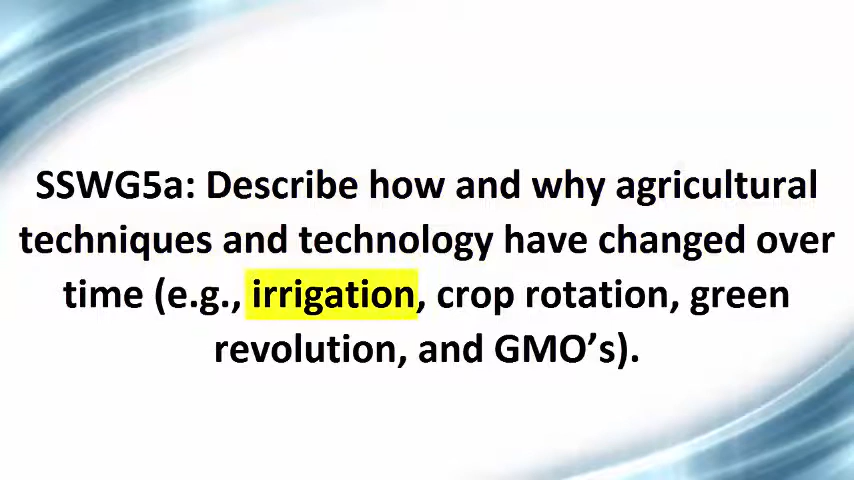 SSWG5a: Describe how and why agricultural
techniques and technology have changed over
time (e.g., irrigation, crop rotation, green
revolution, and GMO’s).